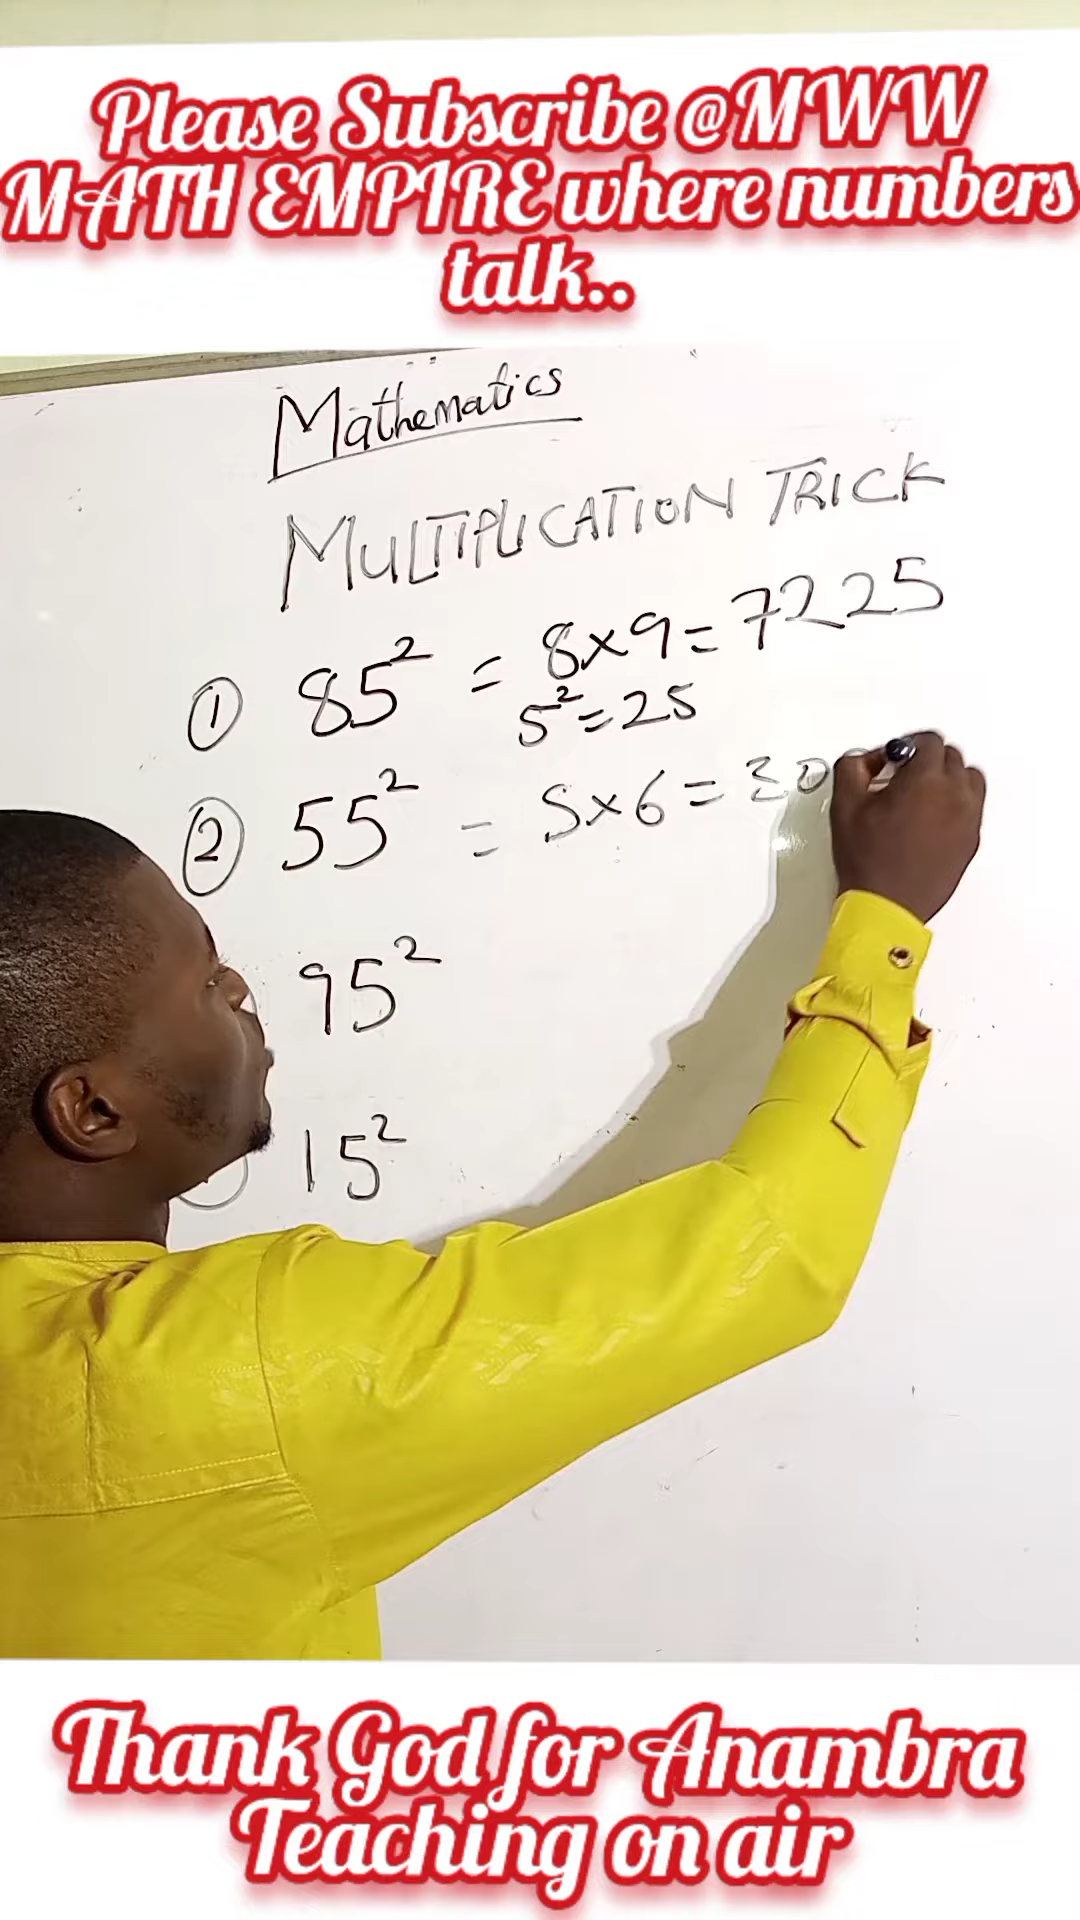 Please Subscribe @MWW
MATH EMPIRE where numbers
talk..
Mathematics
MULTIPLICATION TRICK
① 85² = 8×9=7225
5²=25
② 55² = 5×6=30
95²
15²
Thank God for Anambra
Teaching on air